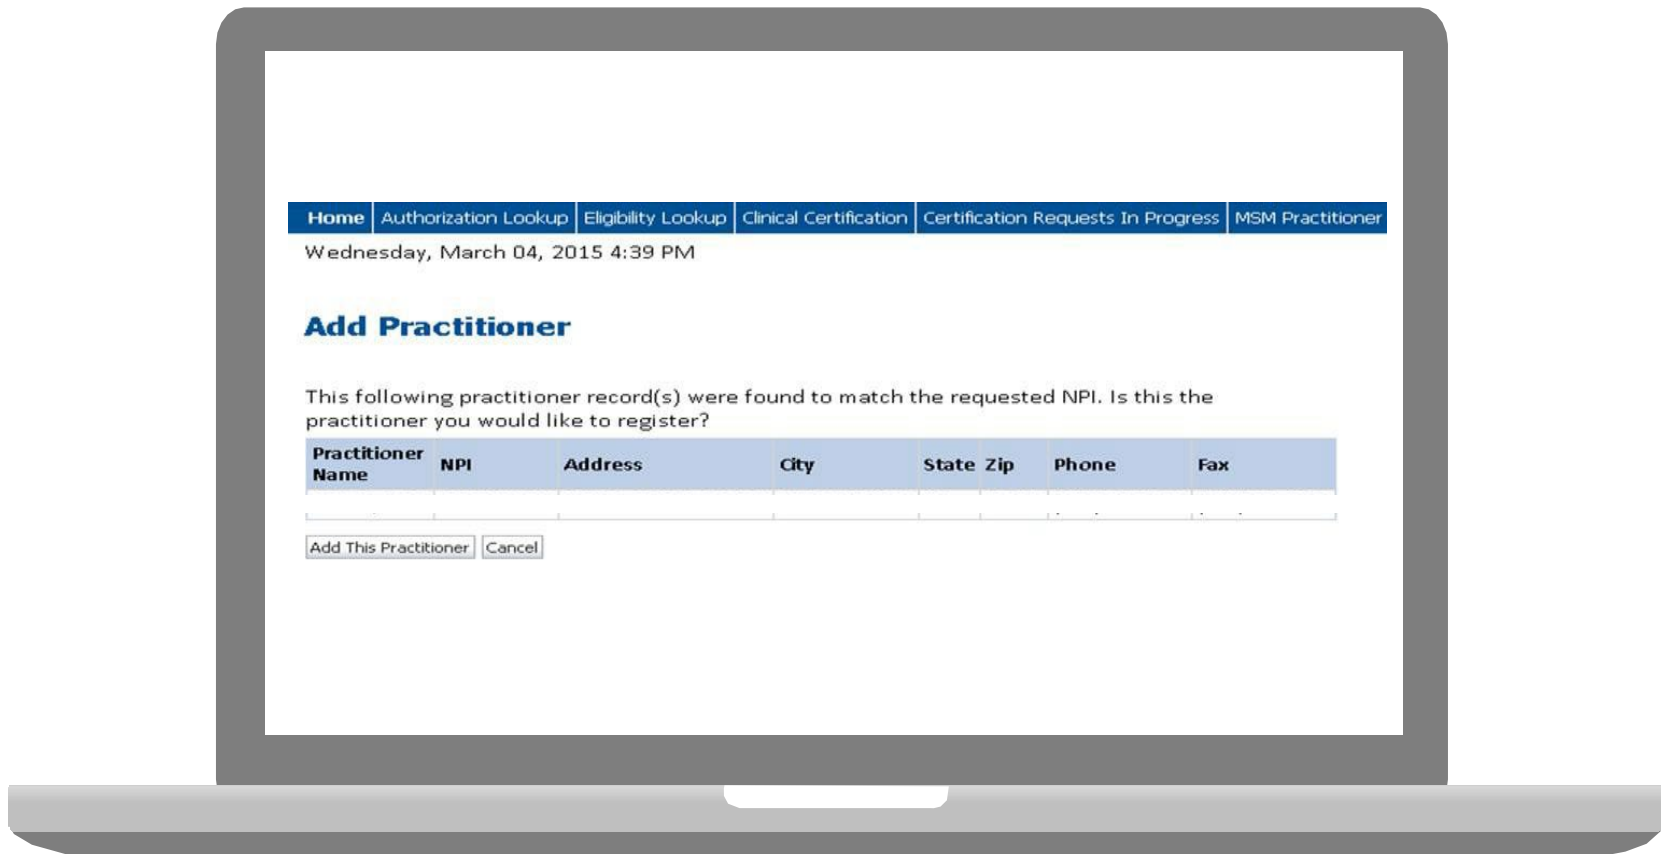 Home Authorization Lookup Eligibility Lookup Clinical Certification Certification Requests In Progress MSM Practitioner
Wednesday, March 04, 2015 4:39 PM
Add Practitioner
This following practitioner record(s) were found to match the requested NPI. Is this the
practitioner you would like to register?
Practitioner Name NPI Address City State Zip Phone Fax
Add This Practitioner Cancel